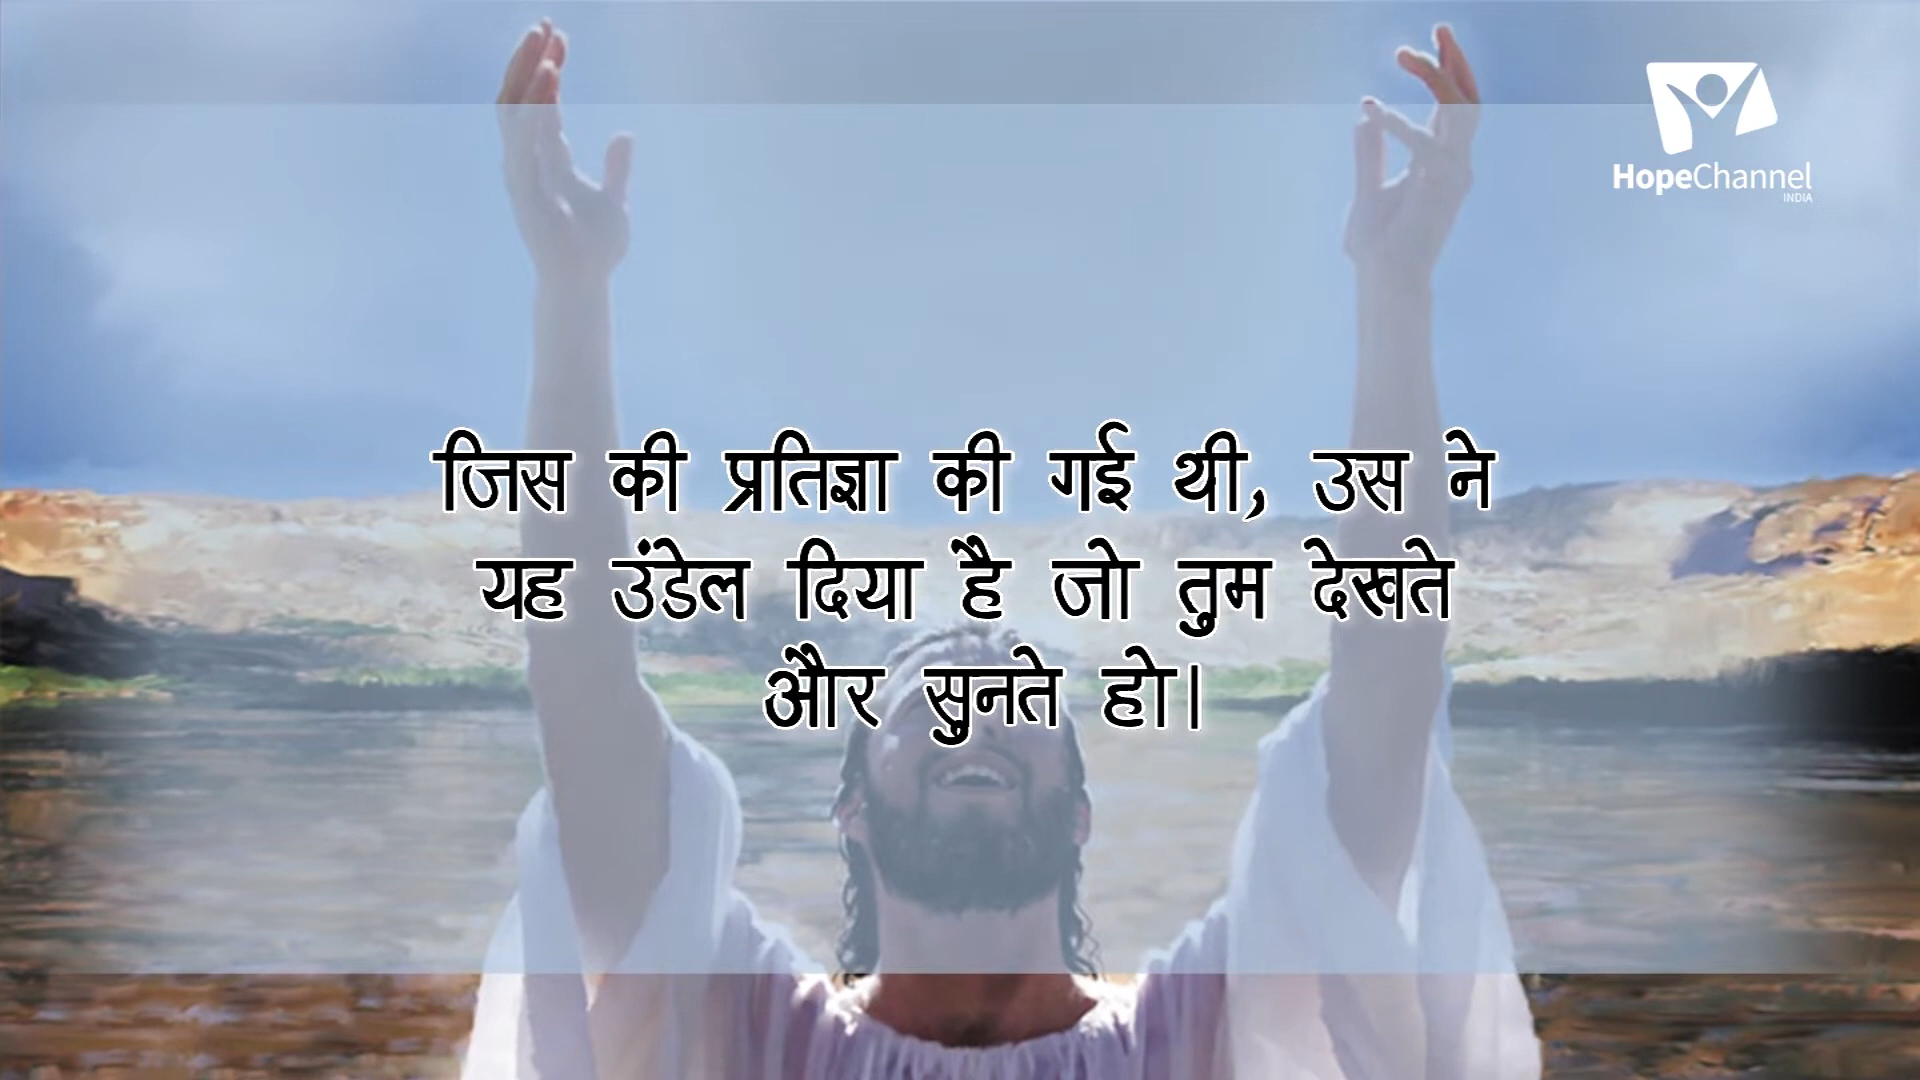 HopeChannel
INDIA
जिस की प्रतिज्ञा की गई थी, उस ने
यह उंडेल दिया है जो तुम देखते
और सुनते हो।